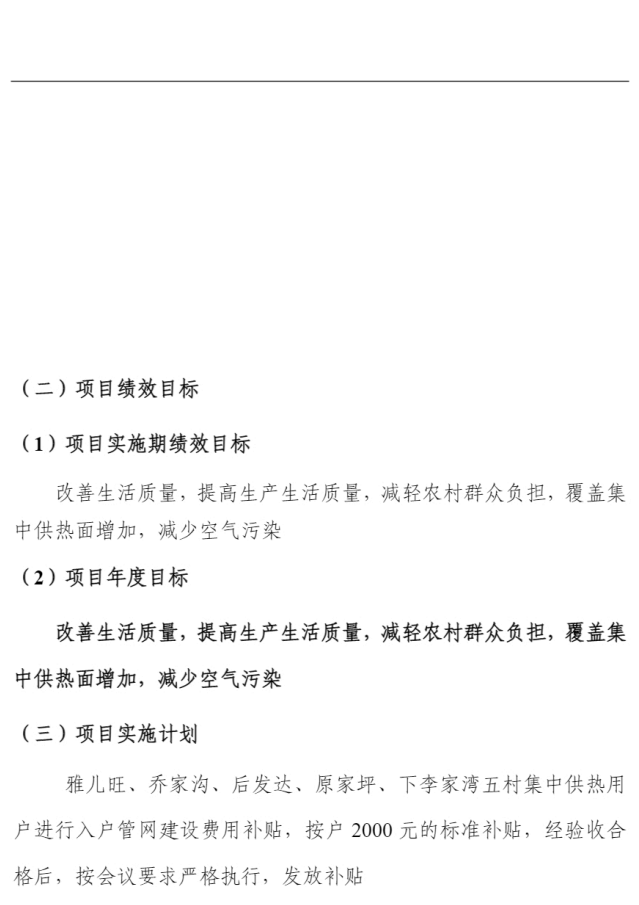 （二）项目绩效目标
（1）项目实施期绩效目标
改善生活质量，提高生产生活质量，减轻农村群众负担，覆盖集
中供热面增加，减少空气污染
（2）项目年度目标
改善生活质量，提高生产生活质量，减轻农村群众负担，覆盖集
中供热面增加，减少空气污染
（三）项目实施计划
雅儿旺、乔家沟、后发达、原家坪、下李家湾五村集中供热用
户进行入户管网建设费用补贴，按户 2000 元的标准补贴，经验收合
格后，按会议要求严格执行，发放补贴